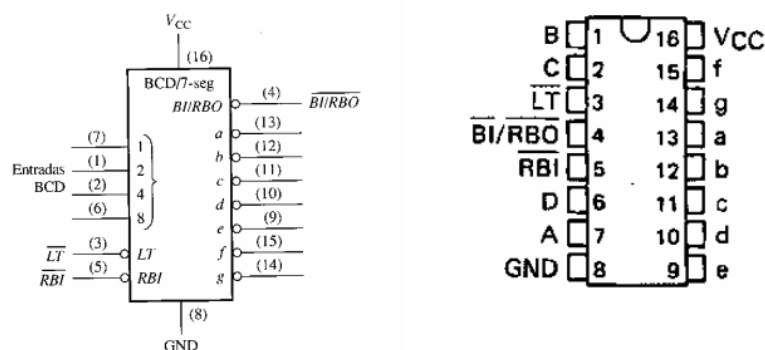 VCC
(16)
BCD/7-seg
BI/RBO (4) BI/RBO
a (13)
(7) 1
b (12)
Entradas BCD
(1) 2
c (11)
(2) 4
d (10)
(6) 8
e (9)
LT (3) LT
f (15)
RBI (5) RBI
g (14)
(8)
GND
B 1 16 VCC
C 2 15 f
LT 3 14 g
BI/RBO 4 13 a
RBI 5 12 b
D 6 11 c
A 7 10 d
GND 8 9 e